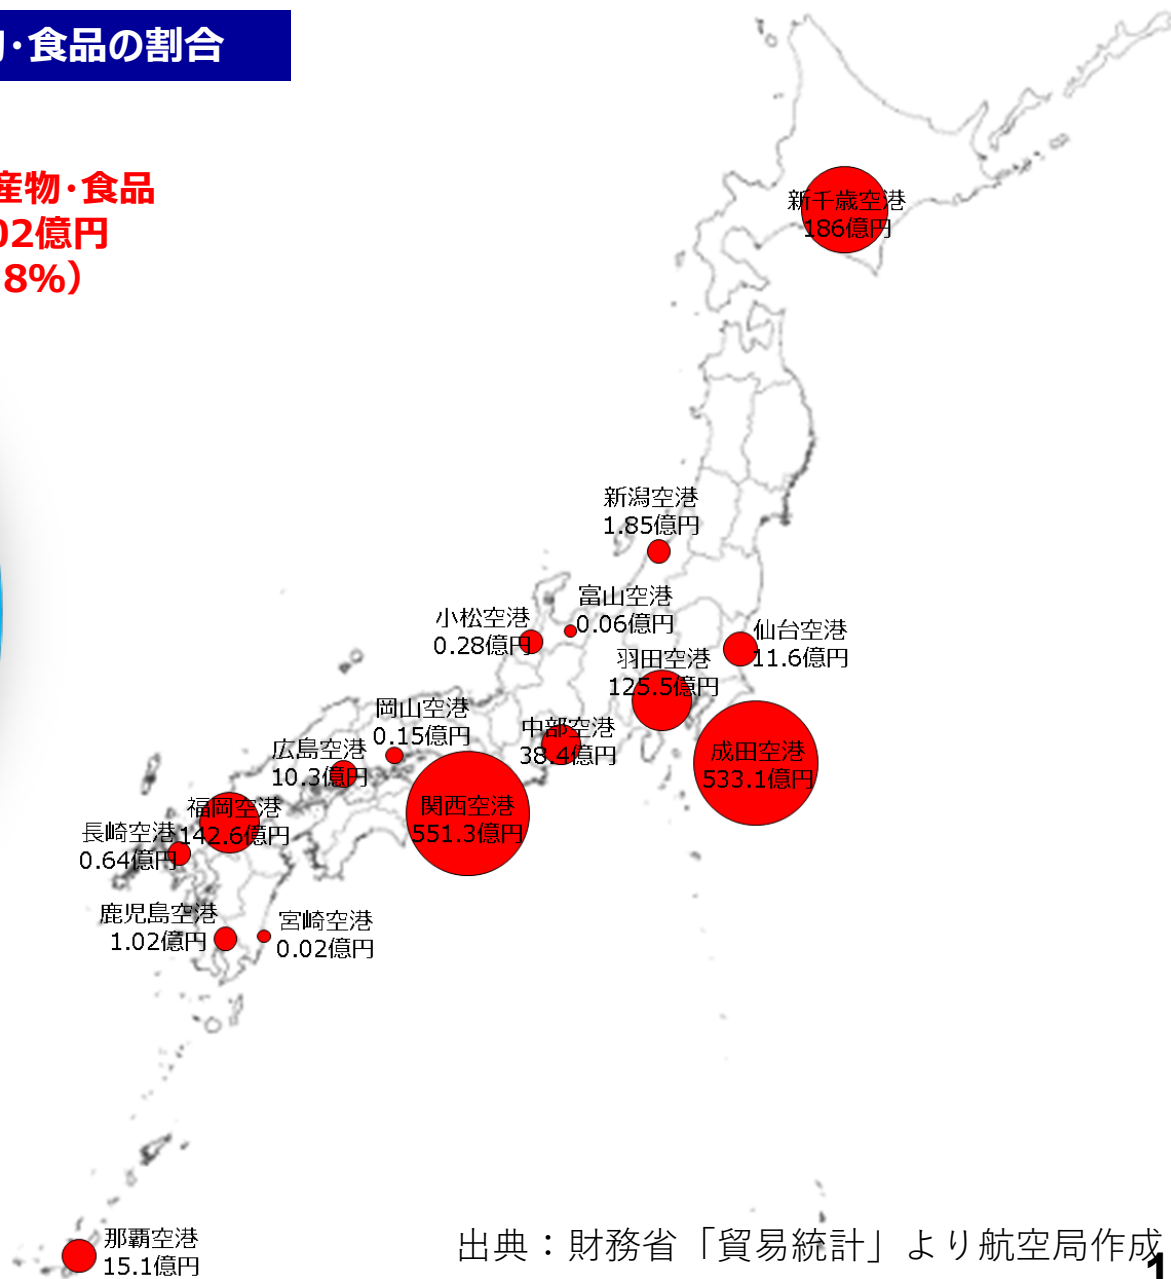 ・食品の割合
産物・食品
02億円
8%）
新千歳空港
186億円
新潟空港
1.85億円
富山空港
0.06億円
小松空港
0.28億円
仙台空港
11.6億円
羽田空港
125.5億円
岡山空港
0.15億円
中部空港
38.4億円
広島空港
10.3億円
成田空港
533.1億円
関西空港
551.3億円
福岡空港
142.6億円
長崎空港
0.64億円
鹿児島空港
1.02億円
宮崎空港
0.02億円
那覇空港
15.1億円
出典：財務省「貿易統計」より航空局作成
1